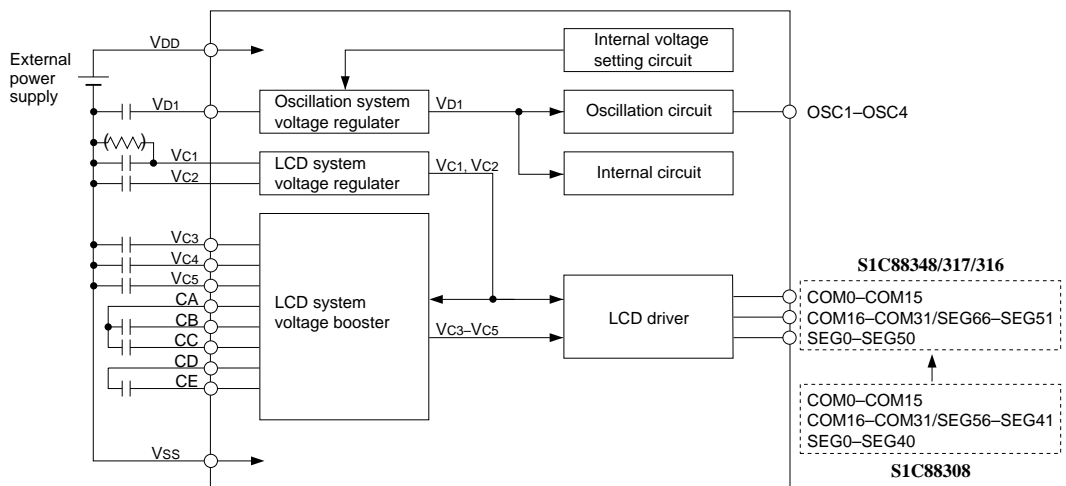 External
power
supply
VDD
VD1
VC1
VC2
VC3
VC4
VC5
CA
CB
CC
CD
CE
VSS
Internal voltage
setting circuit
Oscillation system
voltage regulater
VD1
Oscillation circuit
OSC1–OSC4
LCD system
voltage regulater
VC1, VC2
Internal circuit
LCD system
voltage booster
VC3–VC5
LCD driver
S1C88348/317/316
COM0–COM15
COM16–COM31/SEG66–SEG51
SEG0–SEG50
COM0–COM15
COM16–COM31/SEG56–SEG41
SEG0–SEG40
S1C88308